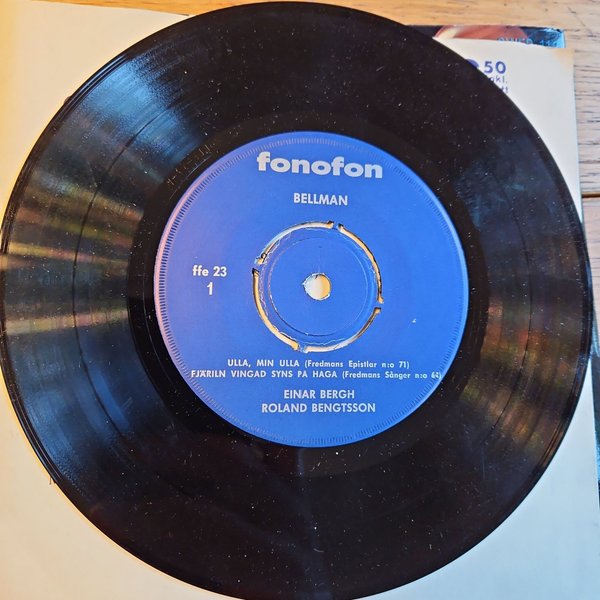 50
inkl.
fonofon
BELLMAN
ffe 23
1
ULLA, MIN ULLA (Fredmans Epistlar n:o 71)
FJÄRILN VINGAD SYNS PÅ HAGA (Fredmans Sånger n:o 64)
EINAR BERGH
ROLAND BENGTSSON